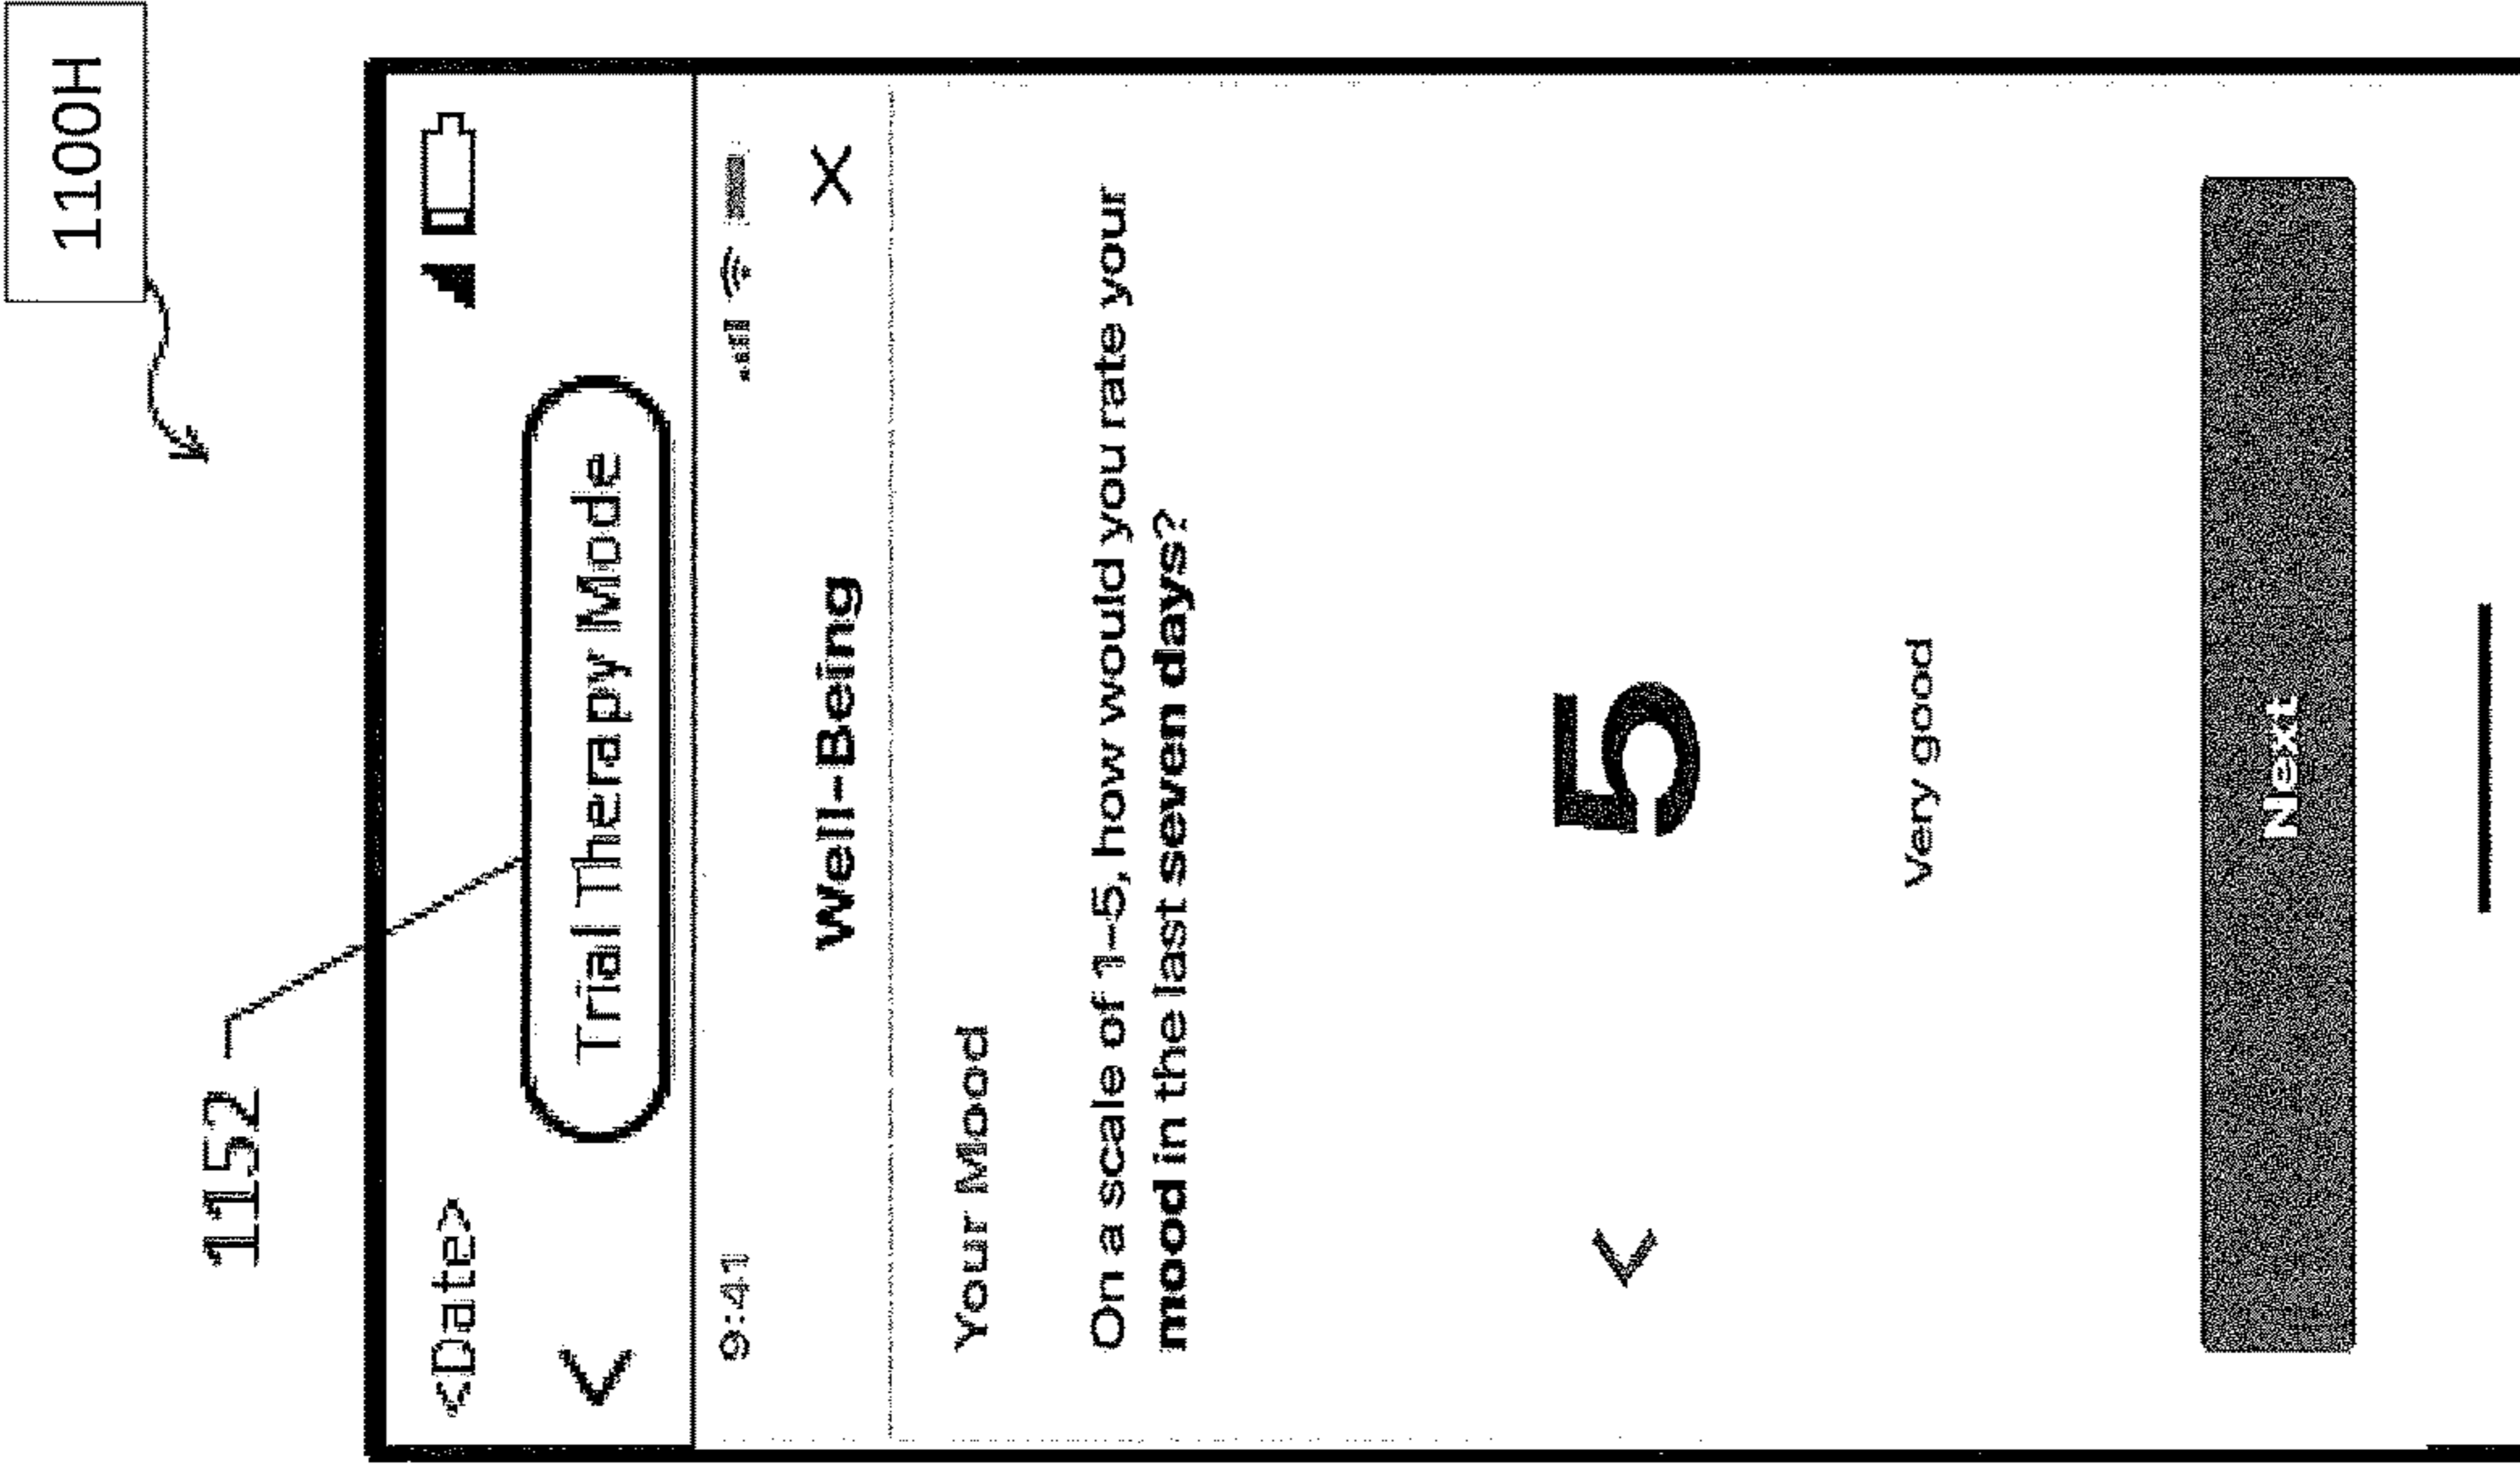 1100H
1152
<Date>
Trial Therapy Mode
9:41
Well-Being
X
Your Mood
On a scale of 1-5, how would you rate your
mood in the last seven days?
5
Very good
Next